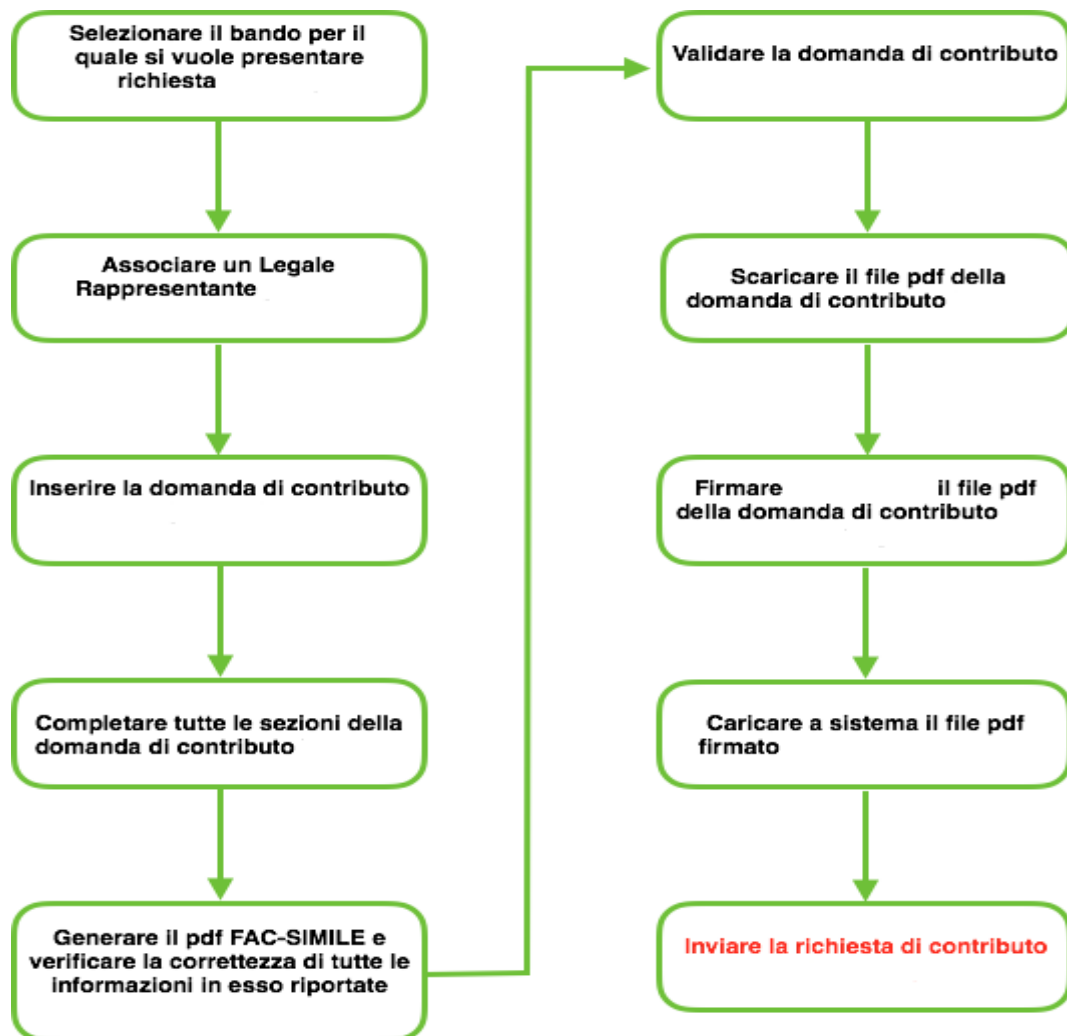 Selezionare il bando per il
quale si vuole presentare
richiesta
Associare un Legale
Rappresentante
Inserire la domanda di contributo
Completare tutte le sezioni della
domanda di contributo
Generare il pdf FAC-SIMILE e
verificare la correttezza di tutte le
informazioni in esso riportate
Validare la domanda di contributo
Scaricare il file pdf della
domanda di contributo
Firmare il file pdf
della domanda di contributo
Caricare a sistema il file pdf
firmato
Inviare la richiesta di contributo